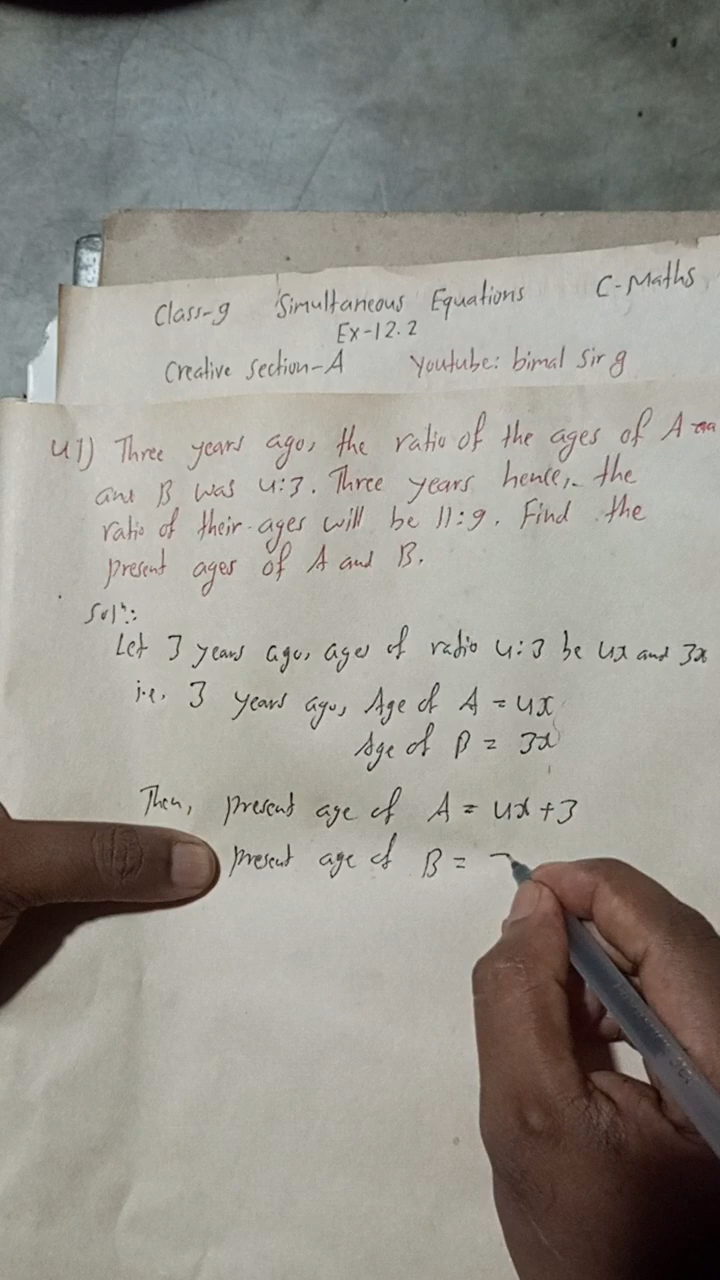 Class-9 Simultaneous Equations C-Maths
Ex-12.2
Creative section-A Youtube: bimal Sir g
41) Three years ago, the ratio of the ages of A
and B was 4:3. Three years hence, the
ratio of their ages will be 11:9. Find the
present ages of A and B.
Solⁿ:
Let 3 years ago, ages of ratio 4:3 be 4x and 3x
i.e. 3 years ago, Age of A = 4x
Age of B = 3x
Then, present age of A = 4x+3
present age of B =